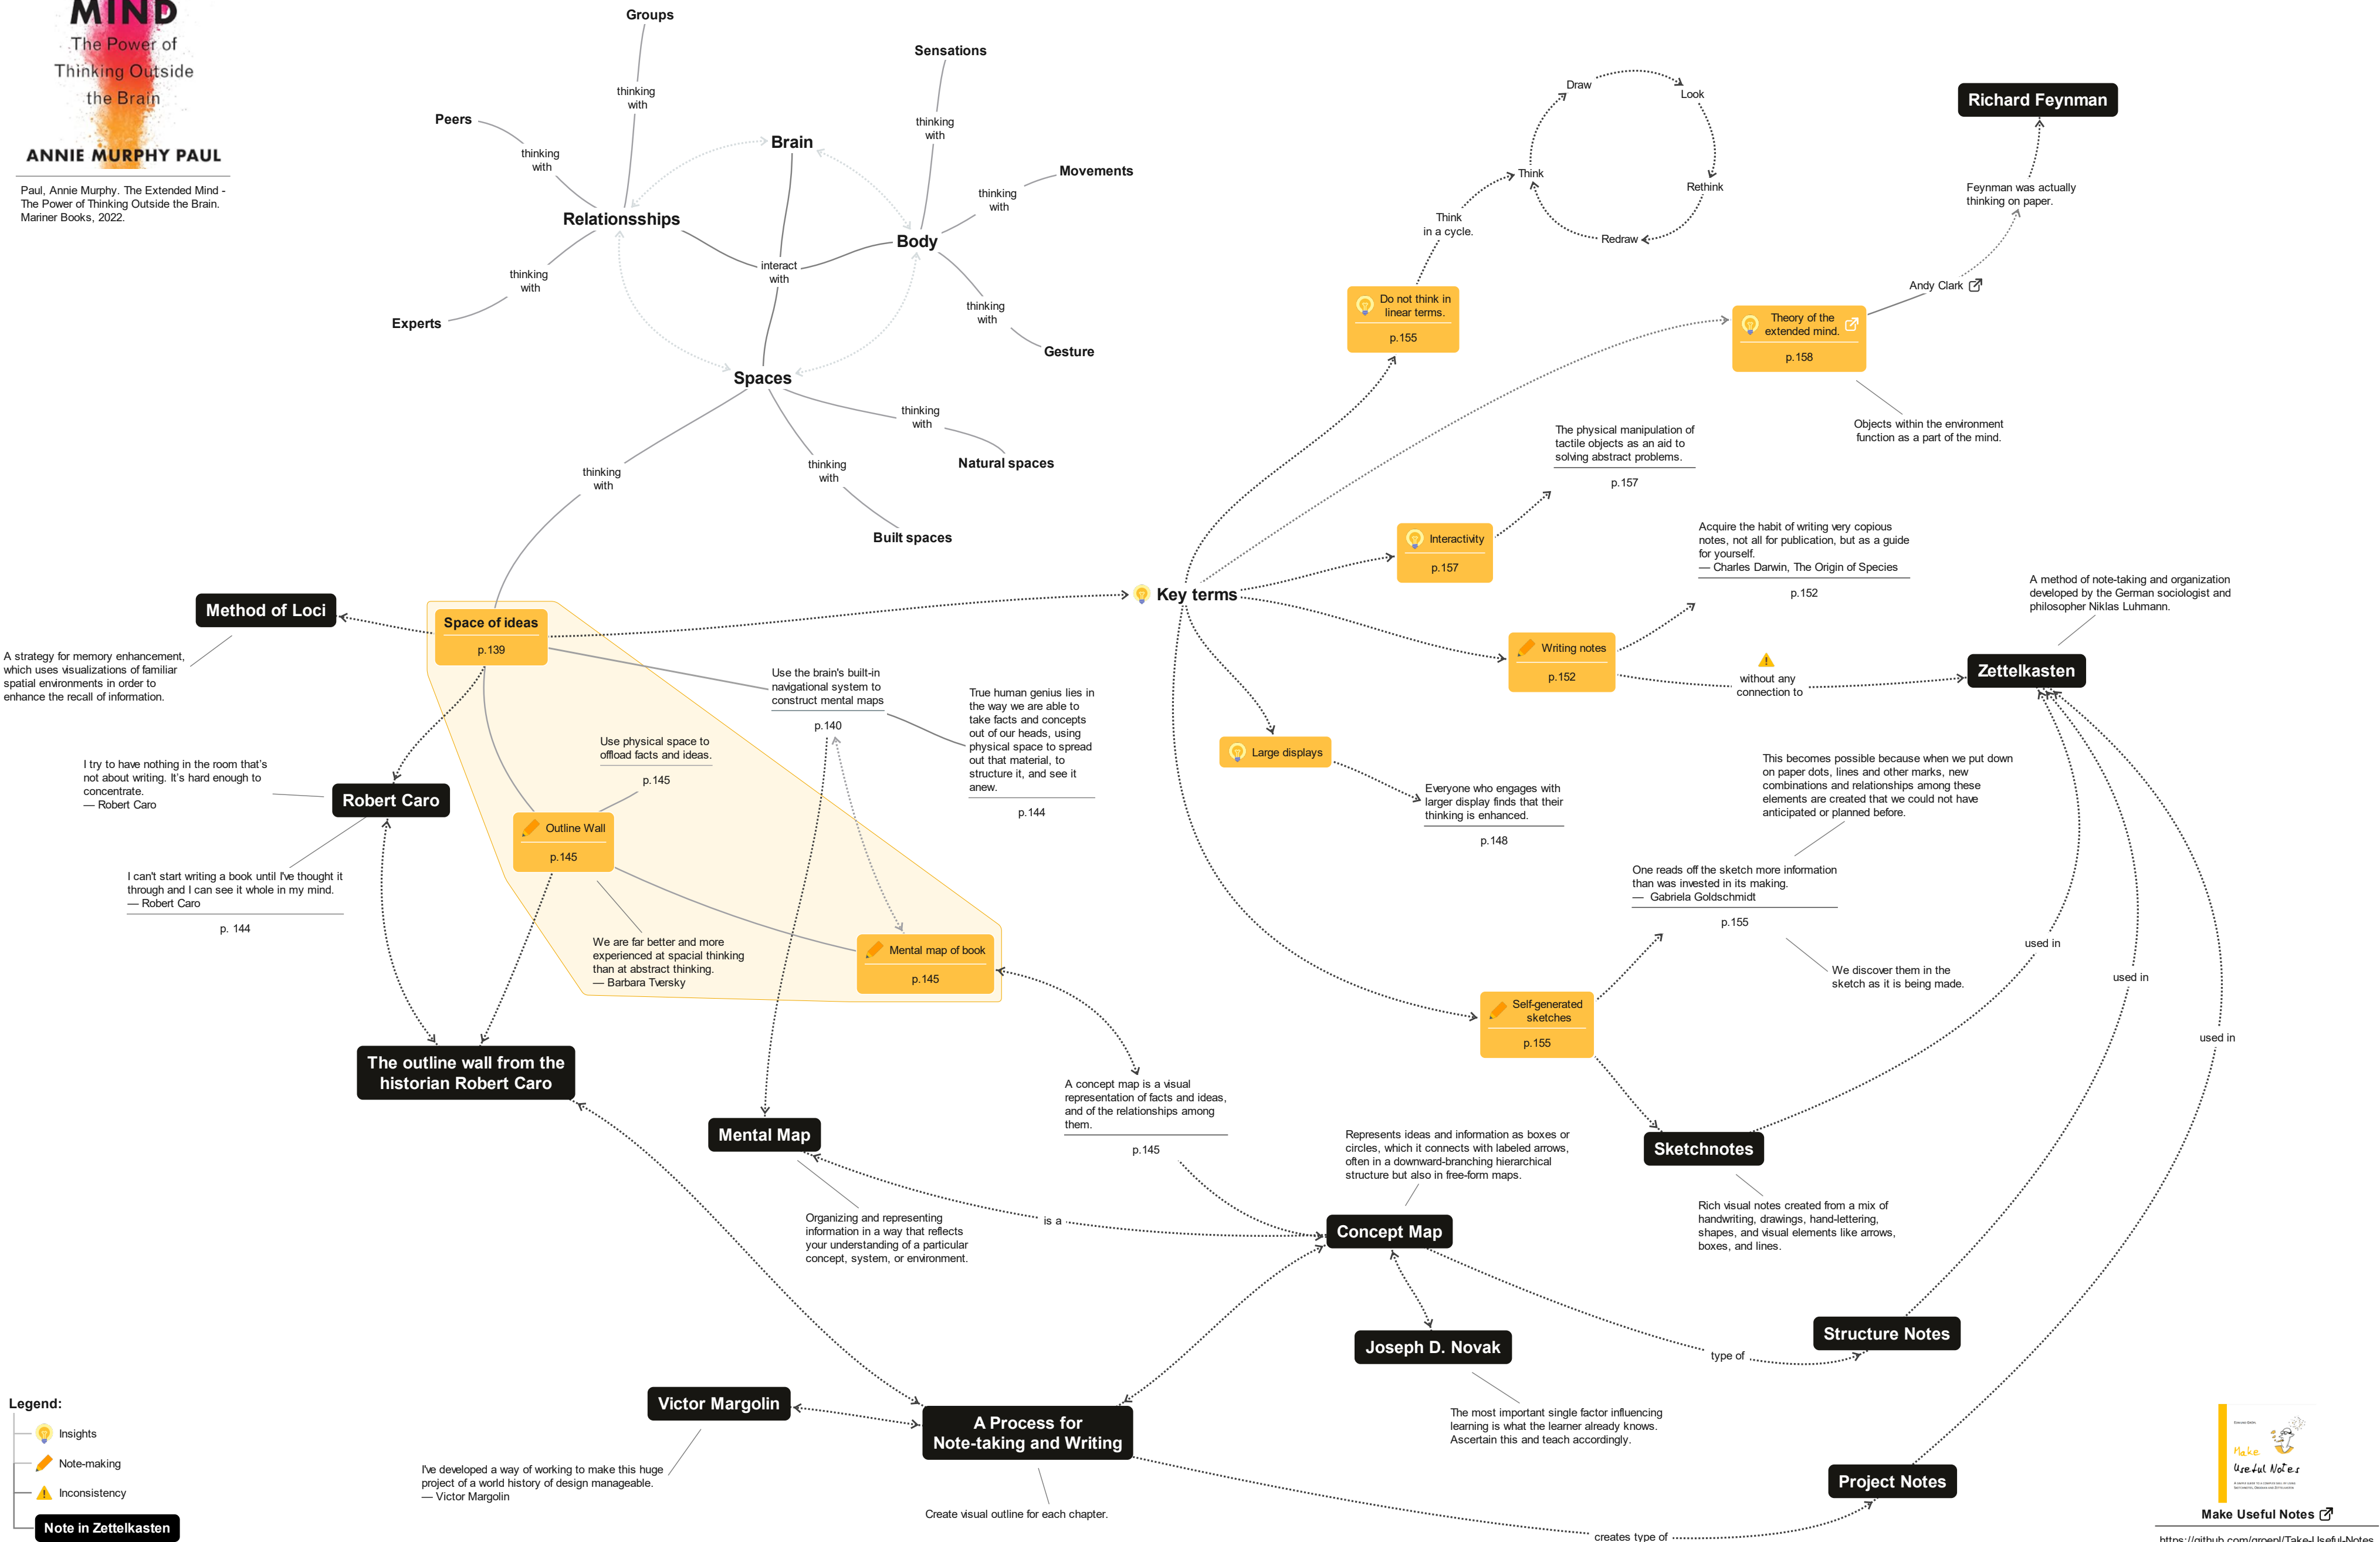 MIND
The Power of
Thinking Outside
the Brain
ANNIE MURPHY PAUL
Paul, Annie Murphy. The Extended Mind -
The Power of Thinking Outside the Brain.
Mariner Books, 2022.
Groups
thinking
with
Peers
thinking
with
Relationsships
thinking
with
Experts
Brain
interact
with
Sensations
thinking
with
Movements
thinking
with
Body
thinking
with
Gesture
Spaces
thinking
with
Natural spaces
thinking
with
Built spaces
thinking
with
Draw
Look
Rethink
Redraw
Think
Think
in a cycle.
Do not think in
linear terms.
p.155
Richard Feynman
Feynman was actually
thinking on paper.
Andy Clark
Theory of the
extended mind.
p.158
Objects within the environment
function as a part of the mind.
The physical manipulation of
tactile objects as an aid to
solving abstract problems.
p.157
Interactivity
p.157
Acquire the habit of writing very copious
notes, not all for publication, but as a guide
for yourself.
— Charles Darwin, The Origin of Species
p.152
Key terms
Writing notes
p.152
without any
connection to
A method of note-taking and organization
developed by the German sociologist and
philosopher Niklas Luhmann.
Zettelkasten
Method of Loci
A strategy for memory enhancement,
which uses visualizations of familiar
spatial environments in order to
enhance the recall of information.
Space of ideas
p.139
Use the brain's built-in
navigational system to
construct mental maps
p.140
True human genius lies in
the way we are able to
take facts and concepts
out of our heads, using
physical space to spread
out that material, to
structure it, and see it
anew.
p.144
Large displays
Everyone who engages with
larger display finds that their
thinking is enhanced.
p.148
I try to have nothing in the room that's
not about writing. It's hard enough to
concentrate.
— Robert Caro
Robert Caro
I can't start writing a book until I've thought it
through and I can see it whole in my mind.
— Robert Caro
p. 144
Use physical space to
offload facts and ideas.
p.145
Outline Wall
p.145
We are far better and more
experienced at spacial thinking
than at abstract thinking.
— Barbara Tversky
Mental map of book
p.145
This becomes possible because when we put down
on paper dots, lines and other marks, new
combinations and relationships among these
elements are created that we could not have
anticipated or planned before.
One reads off the sketch more information
than was invested in its making.
— Gabriela Goldschmidt
p.155
We discover them in the
sketch as it is being made.
Self-generated
sketches
p.155
used in
used in
used in
The outline wall from the
historian Robert Caro
Mental Map
Organizing and representing
information in a way that reflects
your understanding of a particular
concept, system, or environment.
A concept map is a visual
representation of facts and ideas,
and of the relationships among
them.
p.145
is a
Represents ideas and information as boxes or
circles, which it connects with labeled arrows,
often in a downward-branching hierarchical
structure but also in free-form maps.
Concept Map
Sketchnotes
Rich visual notes created from a mix of
handwriting, drawings, hand-lettering,
shapes, and visual elements like arrows,
boxes, and lines.
Joseph D. Novak
The most important single factor influencing
learning is what the learner already knows.
Ascertain this and teach accordingly.
type of
Structure Notes
Victor Margolin
I've developed a way of working to make this huge
project of a world history of design manageable.
— Victor Margolin
A Process for
Note-taking and Writing
Create visual outline for each chapter.
creates type of
Project Notes
Legend:
Insights
Note-making
Inconsistency
Note in Zettelkasten
Make
Useful Notes
Make Useful Notes
https://github.com/groepl/Take-Useful-Notes